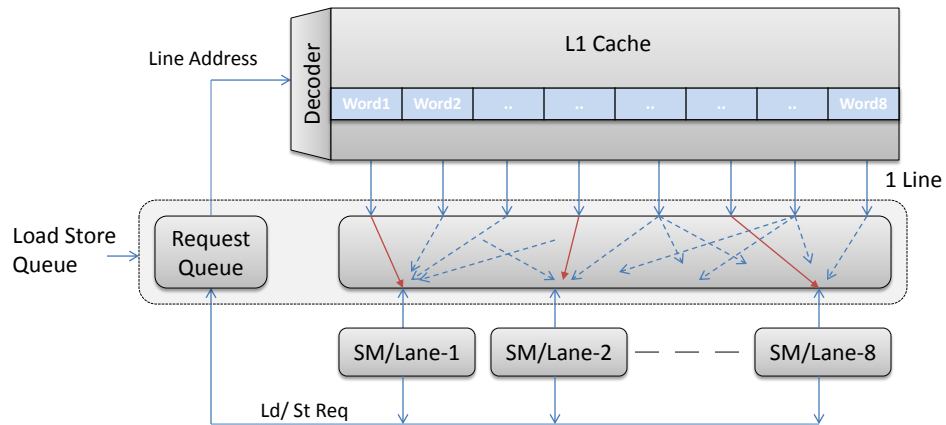 L1 Cache
Line Address
Decoder
Word1 Word2 .. .. .. .. .. Word8
1 Line
Load Store
Queue
Request
Queue
SM/Lane-1 SM/Lane-2 SM/Lane-8
Ld/ St Req